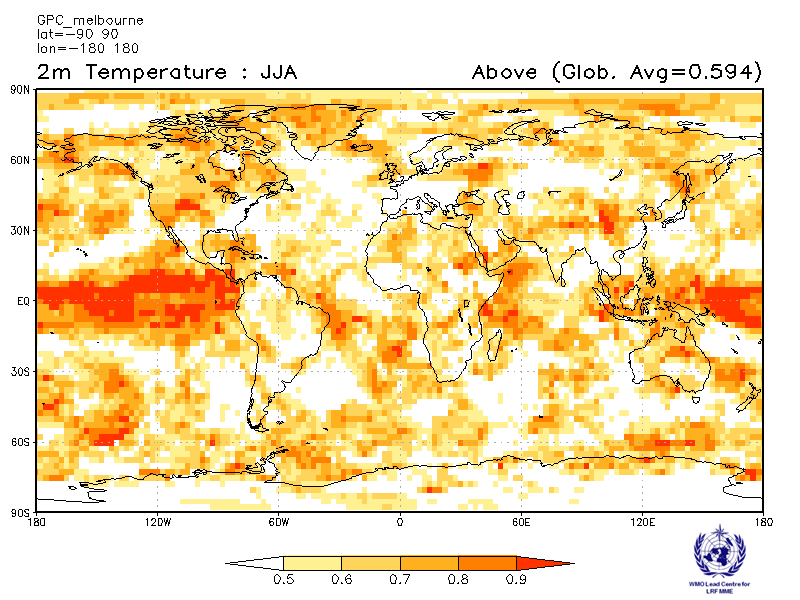 GPC_melbourne
lat=-90 90
lon=-180 180
2m Temperature : JJA Above (Glob. Avg=0.594)
90N
60N
30N
EQ
30S
60S
90S
180 120W 60W 0 60E 120E 180
0.5 0.6 0.7 0.8 0.9
WMO Lead Centre for
LRF MME